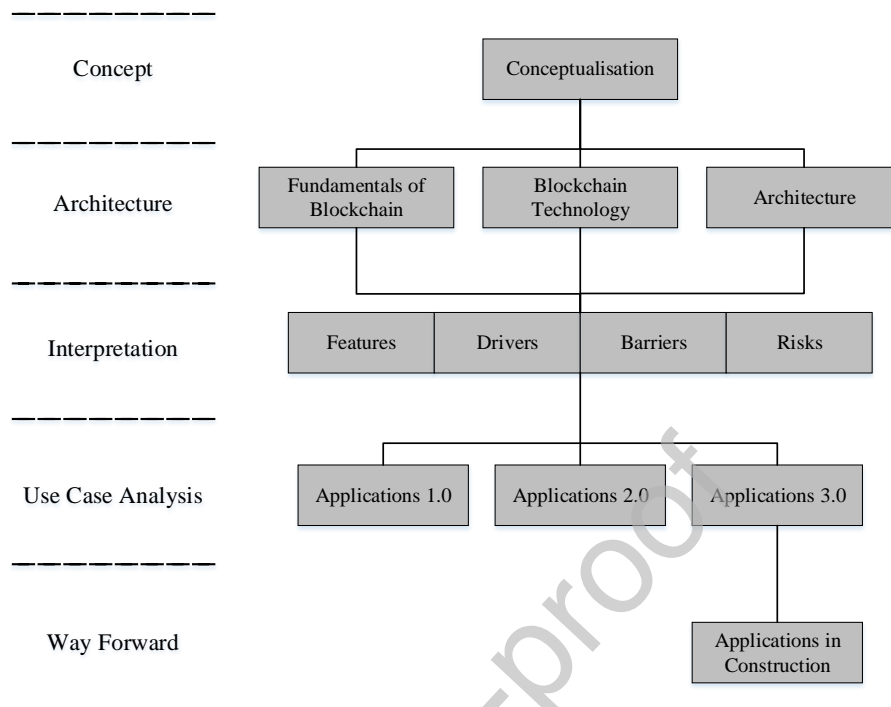 Concept
Conceptualisation
Architecture
Fundamentals of
Blockchain
Blockchain
Technology
Architecture
Interpretation
Features
Drivers
Barriers
Risks
Use Case Analysis
Applications 1.0
Applications 2.0
Applications 3.0
Way Forward
Applications in
Construction
proof